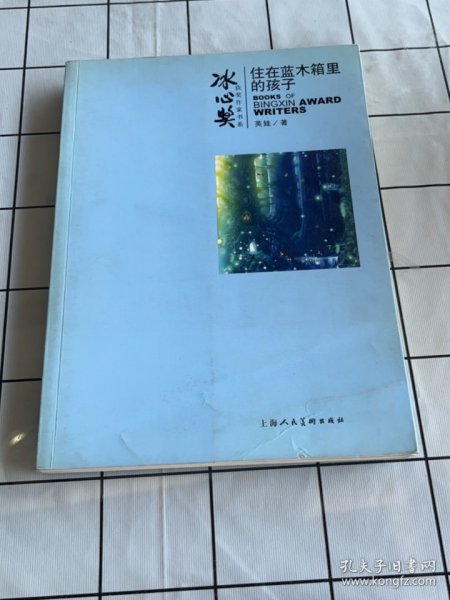 冰心奖
获奖作家书系
住在蓝木箱里
的孩子
BOOKS OF
BINGXIN AWARD
WRITERS
英娃／著
上海人民美術出版社
孔夫子旧书网
www.kongfz.com